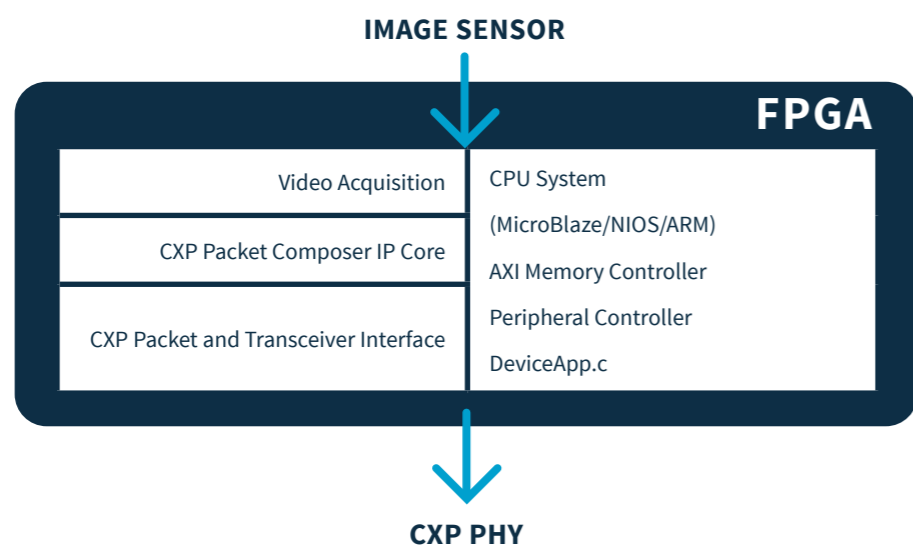 IMAGE SENSOR
FPGA
Video Acquisition
CXP Packet Composer IP Core
CXP Packet and Transceiver Interface
CPU System
(MicroBlaze/NIOS/ARM)
AXI Memory Controller
Peripheral Controller
DeviceApp.c
CXP PHY